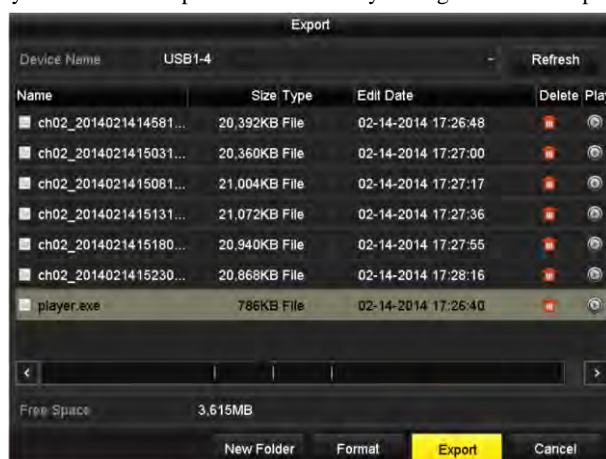 Export
Device Name USB1-4 Refresh
Name Size Type Edit Date Delete Play
ch02_2014021414581... 20,392KB File 02-14-2014 17:26:48
ch02_2014021415031... 20,360KB File 02-14-2014 17:27:00
ch02_2014021415081... 21,004KB File 02-14-2014 17:27:17
ch02_2014021415131... 21,072KB File 02-14-2014 17:27:36
ch02_2014021415180... 20,940KB File 02-14-2014 17:27:55
ch02_2014021415230... 20,868KB File 02-14-2014 17:28:16
player.exe 786KB File 02-14-2014 17:26:40
Free Space 3,615MB
New Folder Format Export Cancel